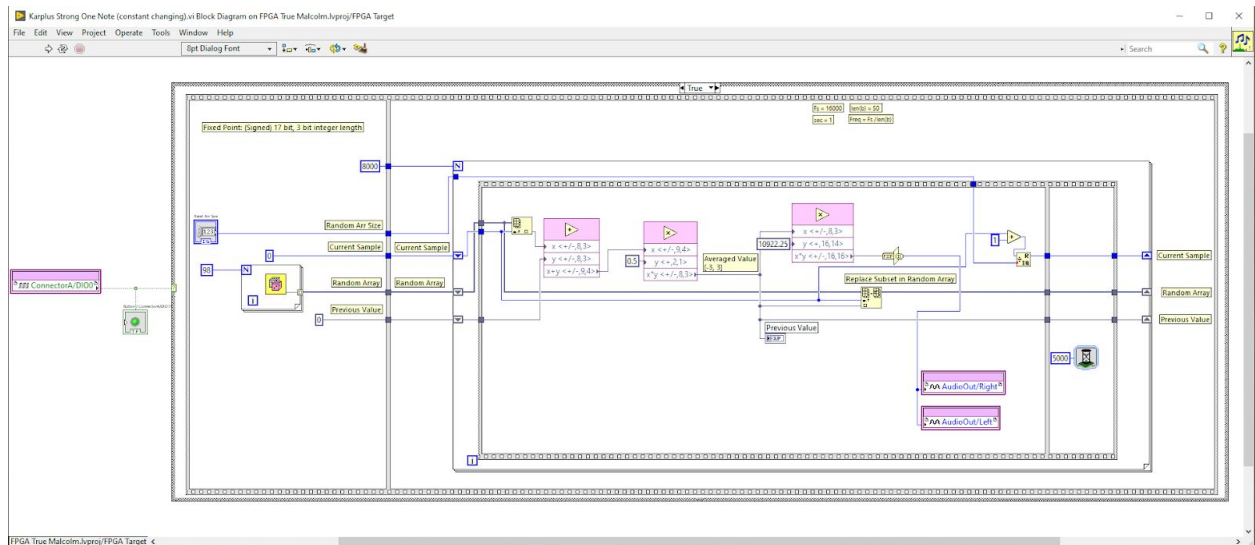 Karplus Strong One Note (constant changing).vi Block Diagram on FPGA True Malcolm.lvproj/FPGA Target
File Edit View Project Operate Tools Window Help
8pt Dialog Font
Search
True
Fs = 16000 len(b) = 50
sec = 1 Freq = Fs /len(b)
Fixed Point: (Signed) 17 bit, 3 bit integer length
8000
N
Random Arr Size
Current Sample
0
Current Sample
98
N
i
Random Array
Random Array
Previous Value
0
ConnectorA/DIO0
x <+/-,8,3>
y <+/-,8,3>
x+y <+/-,9,4>
0.5
x <+/-,9,4>
y <+,2,1>
x*y <+/-,8,3>
Averaged Value
[-3, 3]
10922.25
x <+/-,8,3>
y <+,16,14>
x*y <+/-,16,16>
1
Replace Subset in Random Array
Previous Value
5000
AudioOut/Right
AudioOut/Left
Current Sample
Random Array
Previous Value
i
FPGA True Malcolm.lvproj/FPGA Target